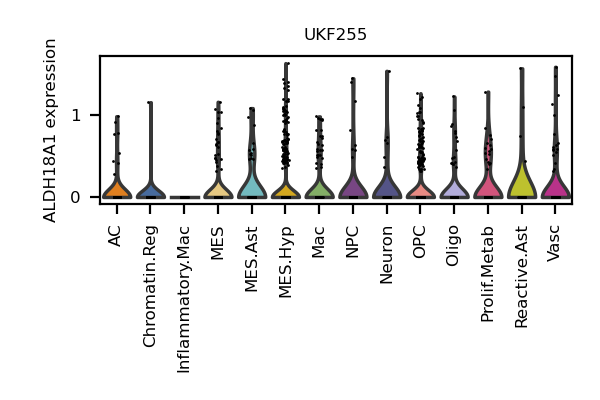 UKF255
ALDH18A1 expression
1
0
AC
Chromatin.Reg
Inflammatory.Mac
MES
MES.Ast
MES.Hyp
Mac
NPC
Neuron
OPC
Oligo
Prolif.Metab
Reactive.Ast
Vasc